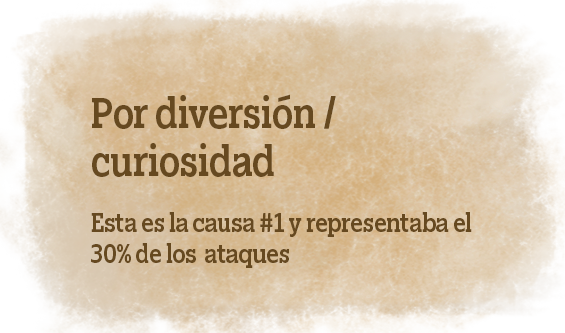 Por diversión /
curiosidad
Esta es la causa #1 y representaba el
30% de los ataques